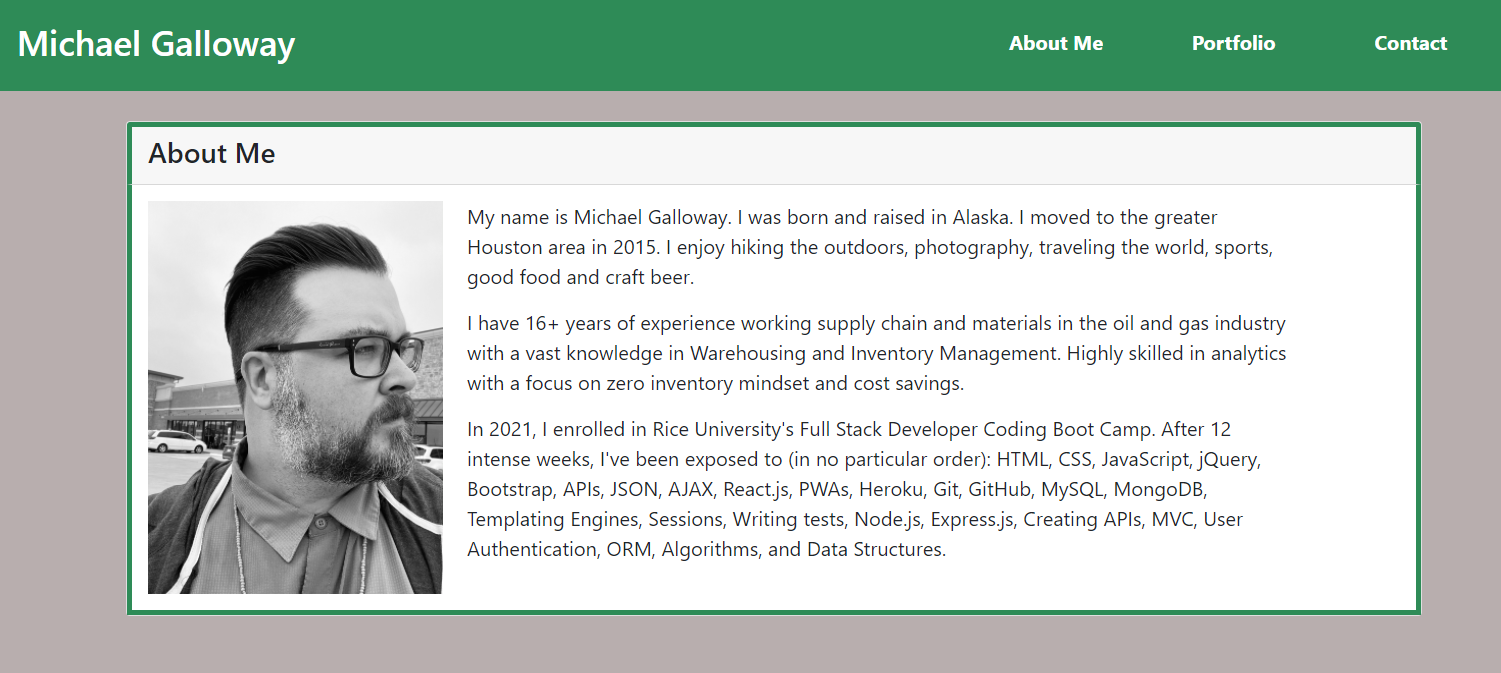 Michael Galloway
About Me
Portfolio
Contact
About Me
My name is Michael Galloway. I was born and raised in Alaska. I moved to the greater
Houston area in 2015. I enjoy hiking the outdoors, photography, traveling the world, sports,
good food and craft beer.
I have 16+ years of experience working supply chain and materials in the oil and gas industry
with a vast knowledge in Warehousing and Inventory Management. Highly skilled in analytics
with a focus on zero inventory mindset and cost savings.
In 2021, I enrolled in Rice University's Full Stack Developer Coding Boot Camp. After 12
intense weeks, I've been exposed to (in no particular order): HTML, CSS, JavaScript, jQuery,
Bootstrap, APIs, JSON, AJAX, React.js, PWAs, Heroku, Git, GitHub, MySQL, MongoDB,
Templating Engines, Sessions, Writing tests, Node.js, Express.js, Creating APIs, MVC, User
Authentication, ORM, Algorithms, and Data Structures.